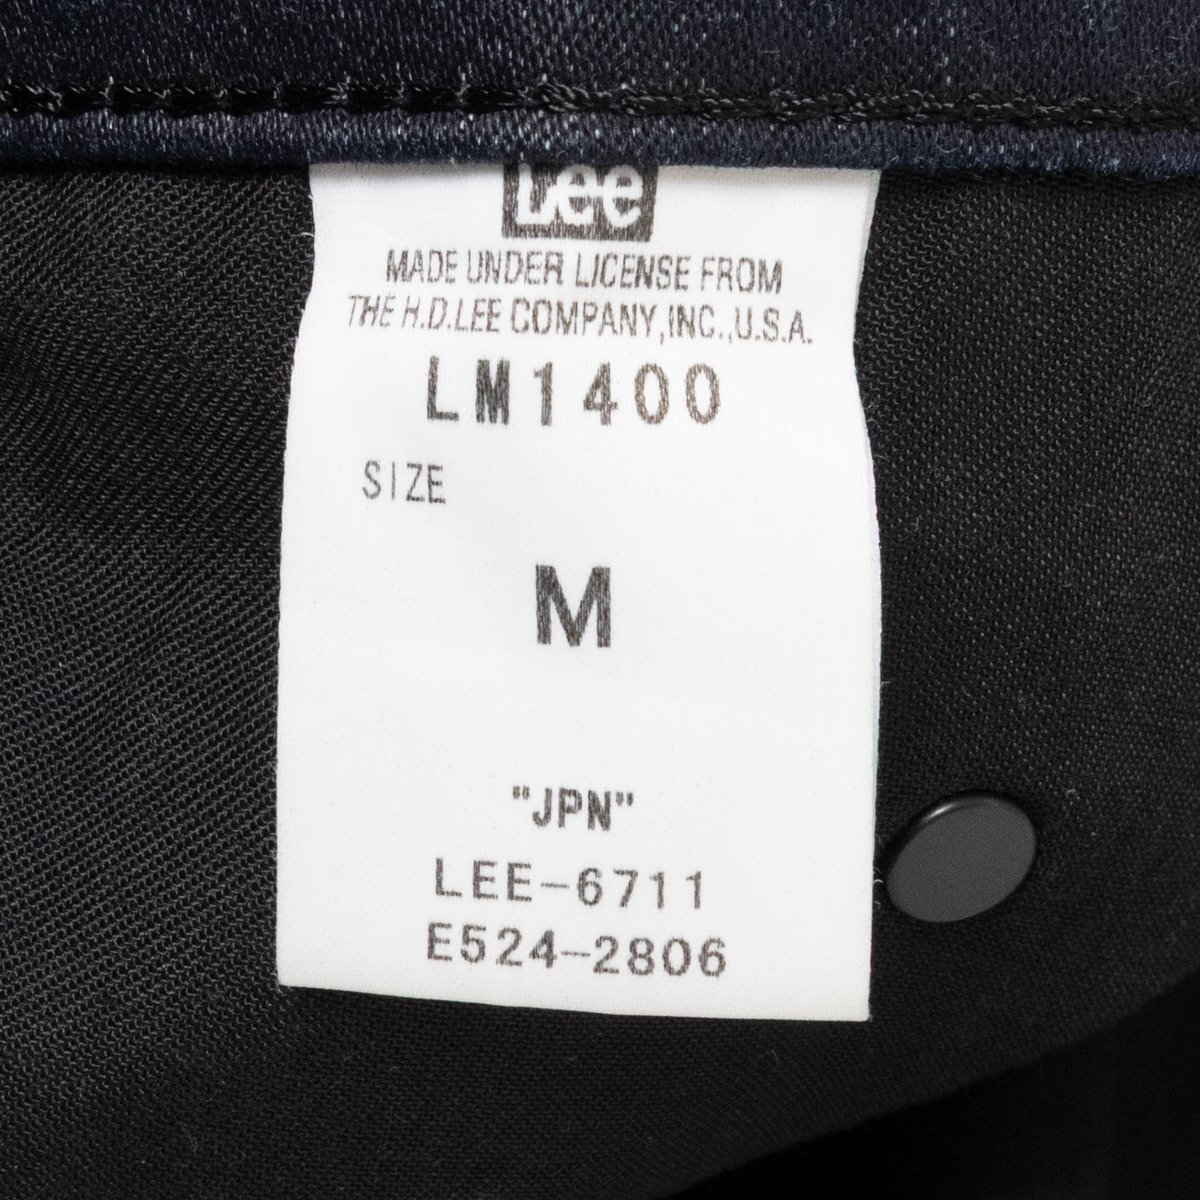 Lee
MADE UNDER LICENSE FROM
THE H.D.LEE COMPANY,INC.,U.S.A.
LM1400
SIZE
M
"JPN"
LEE-6711
E524-2806